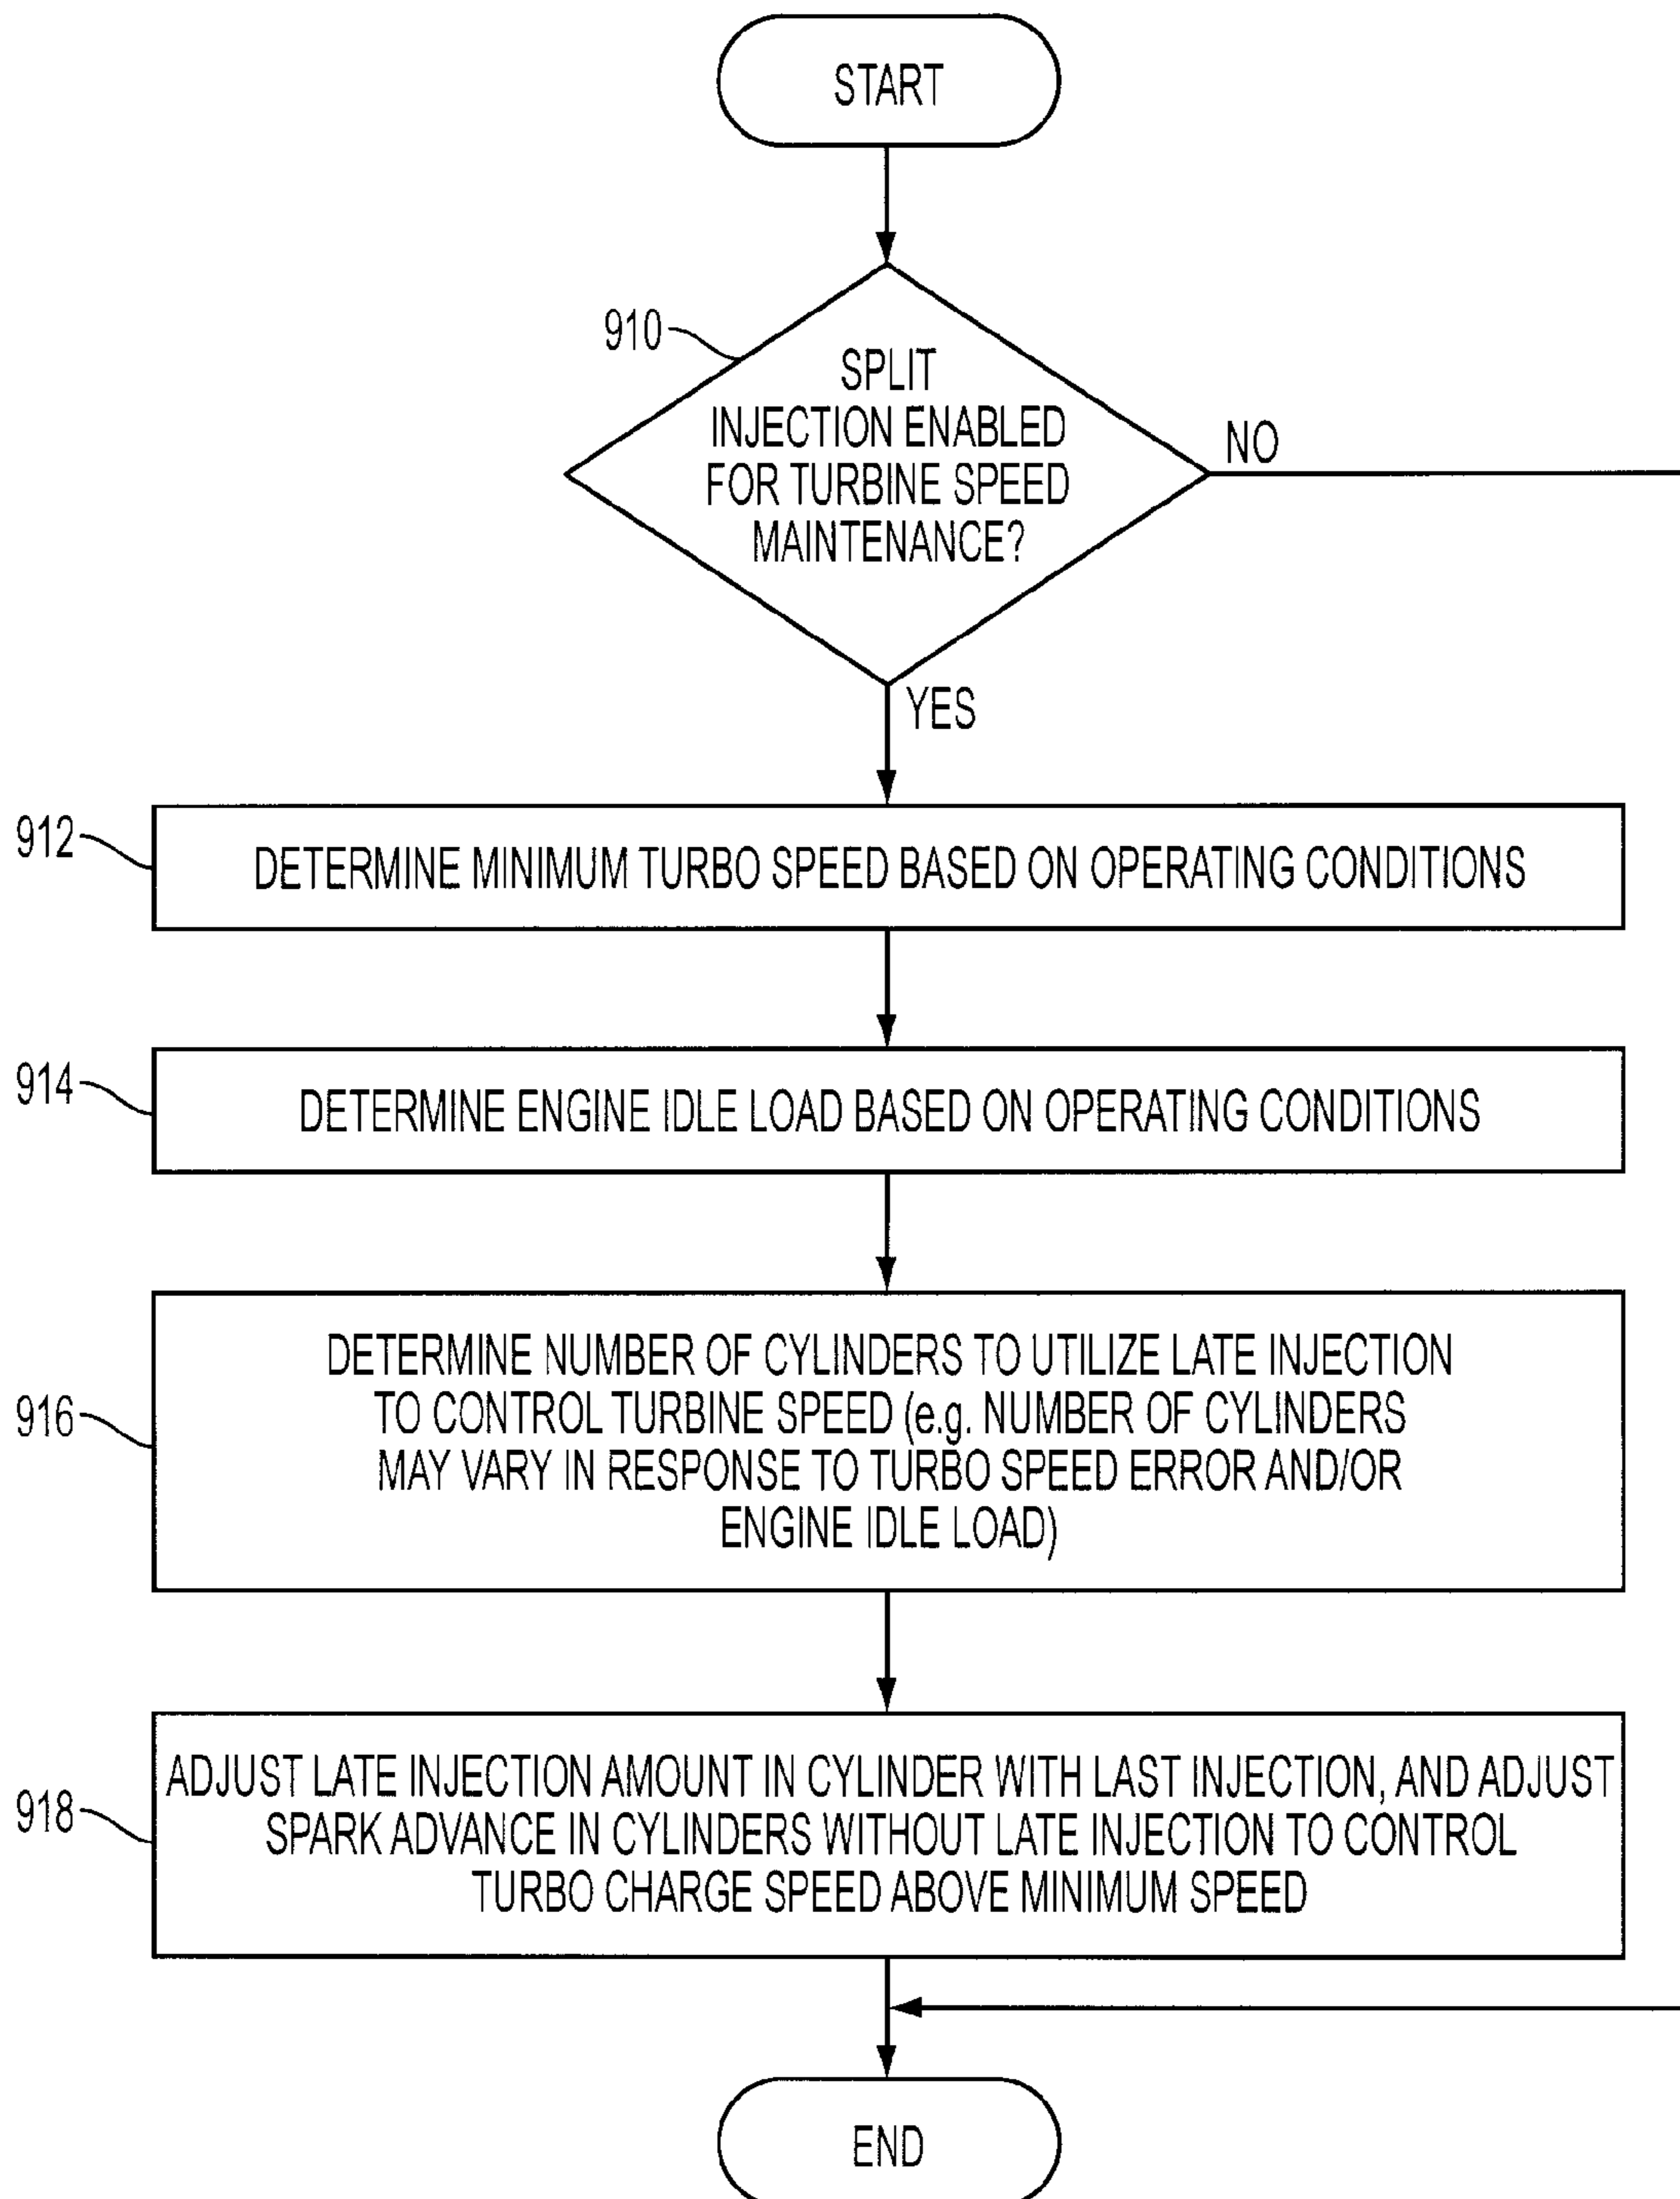 START
910
SPLIT
INJECTION ENABLED
FOR TURBINE SPEED
MAINTENANCE?
NO
YES
912
DETERMINE MINIMUM TURBO SPEED BASED ON OPERATING CONDITIONS
914
DETERMINE ENGINE IDLE LOAD BASED ON OPERATING CONDITIONS
916
DETERMINE NUMBER OF CYLINDERS TO UTILIZE LATE INJECTION
TO CONTROL TURBINE SPEED (e.g. NUMBER OF CYLINDERS
MAY VARY IN RESPONSE TO TURBO SPEED ERROR AND/OR
ENGINE IDLE LOAD)
918
ADJUST LATE INJECTION AMOUNT IN CYLINDER WITH LAST INJECTION, AND ADJUST
SPARK ADVANCE IN CYLINDERS WITHOUT LATE INJECTION TO CONTROL
TURBO CHARGE SPEED ABOVE MINIMUM SPEED
END